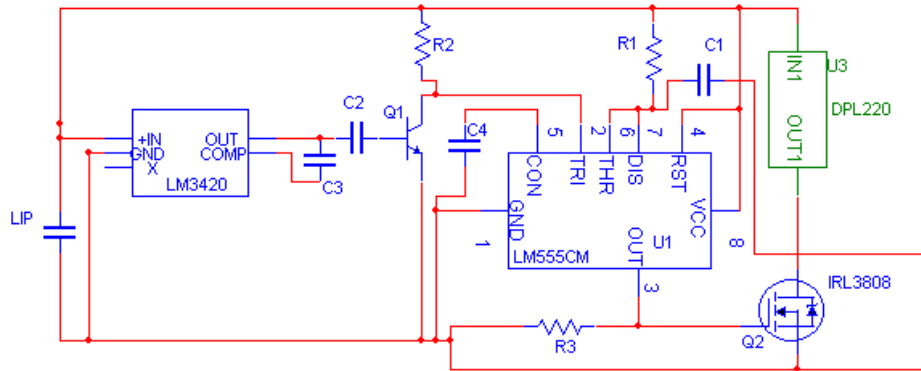 R2
R1
C1
IN1
U3
DPL220
OUT1
C2
Q1
C4
+IN
GND
X
OUT
COMP
LM3420
C3
5
2
6
7
4
CON
TRI
THR
DIS
RST
GND
VCC
OUT
U1
LM555CM
1
8
3
LIP
R3
Q2
IRL3808